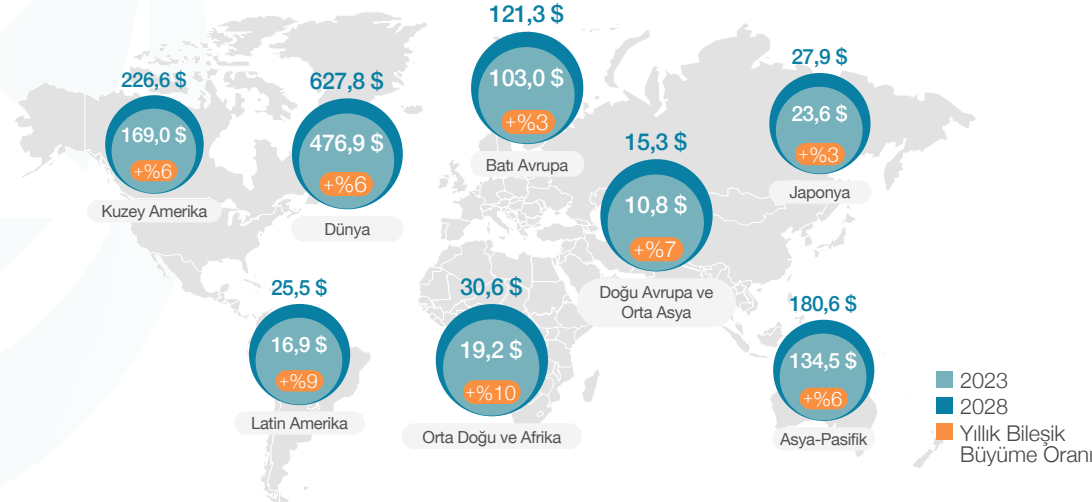 226,6 $
169,0 $
+%6
Kuzey Amerika
627,8 $
476,9 $
+%6
Dünya
121,3 $
103,0 $
+%3
Batı Avrupa
15,3 $
10,8 $
+%7
Doğu Avrupa ve
Orta Asya
27,9 $
23,6 $
+%3
Japonya
25,5 $
16,9 $
+%9
Latin Amerika
30,6 $
19,2 $
+%10
Orta Doğu ve Afrika
180,6 $
134,5 $
+%6
Asya-Pasifik
2023
2028
Yıllık Bileşik
Büyüme Oranı